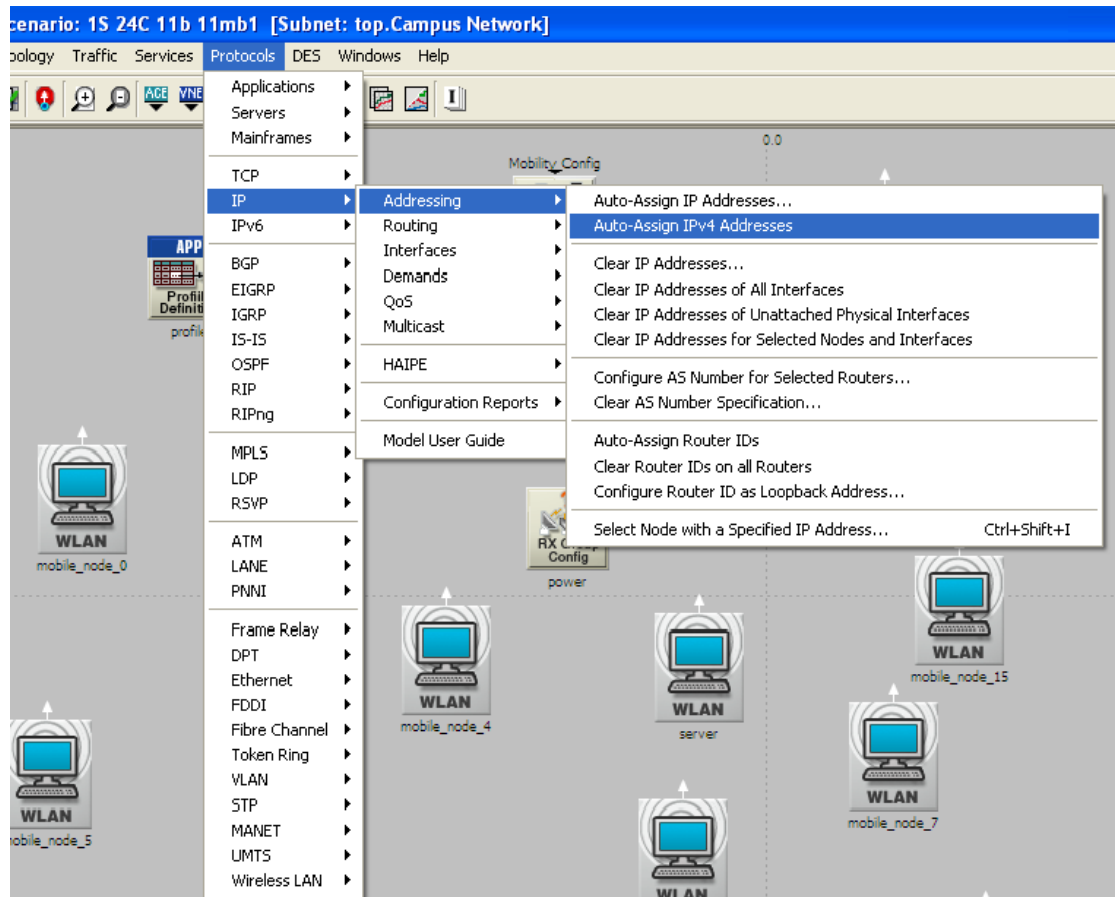 cenario: 1S 24C 11b 11mb1 [Subnet: top.Campus Network]
pology Traffic Services Protocols DES Windows Help
ACE VNE
0.0
Mobility_Config
Applications
Servers
Mainframes
TCP
IP
IPv6
BGP
EIGRP
IGRP
IS-IS
OSPF
RIP
RIPng
MPLS
LDP
RSVP
ATM
LANE
PNNI
Frame Relay
DPT
Ethernet
FDDI
Fibre Channel
Token Ring
VLAN
STP
MANET
UMTS
Wireless LAN
Addressing
Routing
Interfaces
Demands
QoS
Multicast
HAIPE
Configuration Reports
Model User Guide
Auto-Assign IP Addresses...
Auto-Assign IPv4 Addresses
Clear IP Addresses...
Clear IP Addresses of All Interfaces
Clear IP Addresses of Unattached Physical Interfaces
Clear IP Addresses for Selected Nodes and Interfaces
Configure AS Number for Selected Routers...
Clear AS Number Specification...
Auto-Assign Router IDs
Clear Router IDs on all Routers
Configure Router ID as Loopback Address...
Select Node with a Specified IP Address... Ctrl+Shift+I
APP
Profil
Definiti
profile
WLAN
mobile_node_0
RX
Config
power
WLAN
mobile_node_4
WLAN
server
WLAN
mobile_node_15
WLAN
mobile_node_7
WLAN
mobile_node_5
WLAN